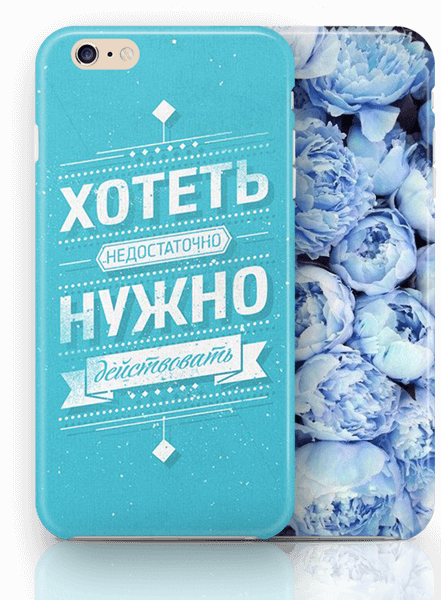 ХОТЕТЬ
НЕДОСТАТОЧНО
НУЖНО
действовать